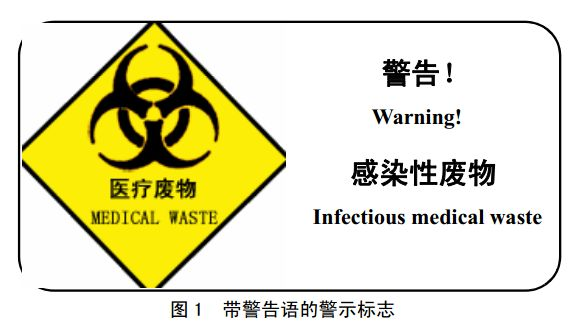 医疗废物
MEDICAL WASTE
警告！
Warning!
感染性废物
Infectious medical waste
图 1　带警告语的警示标志